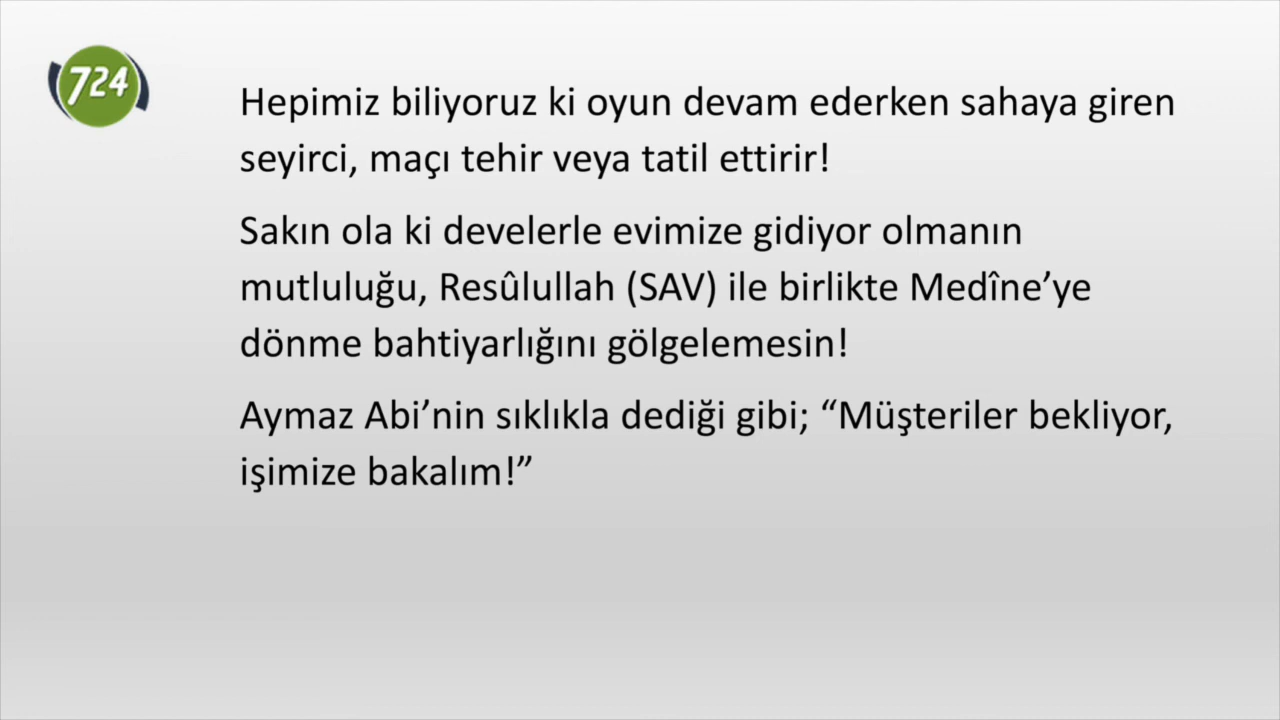 724
Hepimiz biliyoruz ki oyun devam ederken sahaya giren
seyirci, maçı tehir veya tatil ettirir!
Sakın ola ki develerle evimize gidiyor olmanın
mutluluğu, Resûlullah (SAV) ile birlikte Medîne’ye
dönme bahtiyarlığını gölgelemesin!
Aymaz Abi’nin sıklıkla dediği gibi; “Müşteriler bekliyor,
işimize bakalım!”